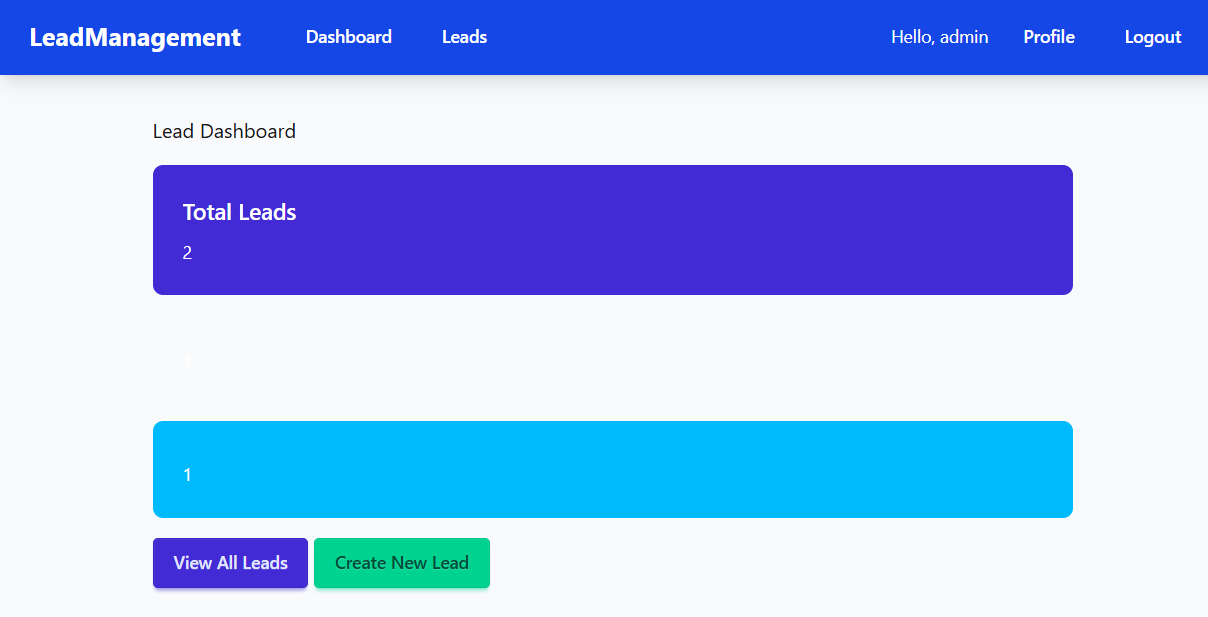 LeadManagement Dashboard Leads Hello, admin Profile Logout
Lead Dashboard
Total Leads
2
1
1
View All Leads Create New Lead